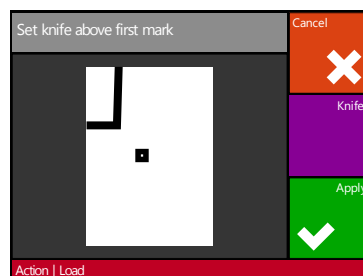 Set knife above first mark
Cancel
Knife
Apply
Action | Load